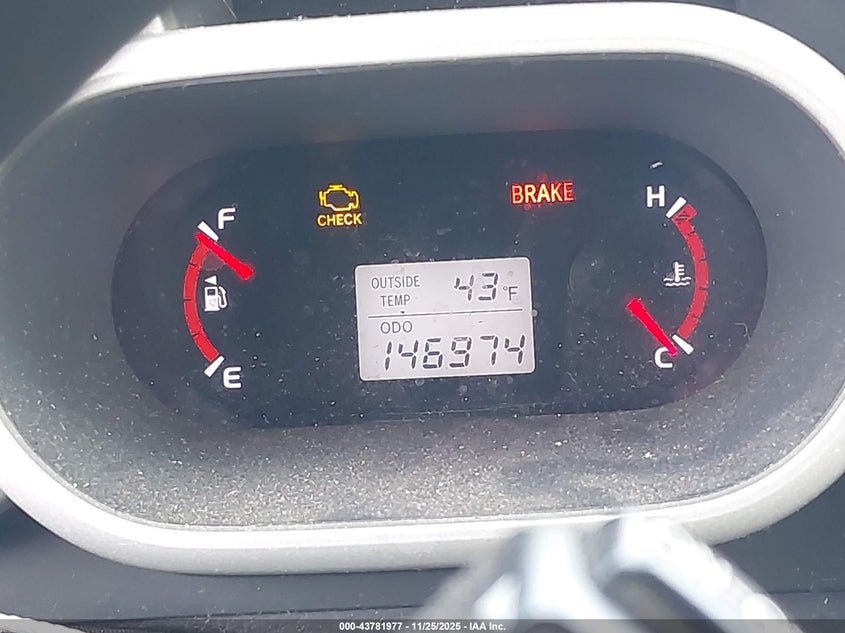 F
CHECK
BRAKE
H
OUTSIDE
TEMP 43°F
ODO
146974
E
C
000-43781977 - 11/25/2025 - IAA Inc.